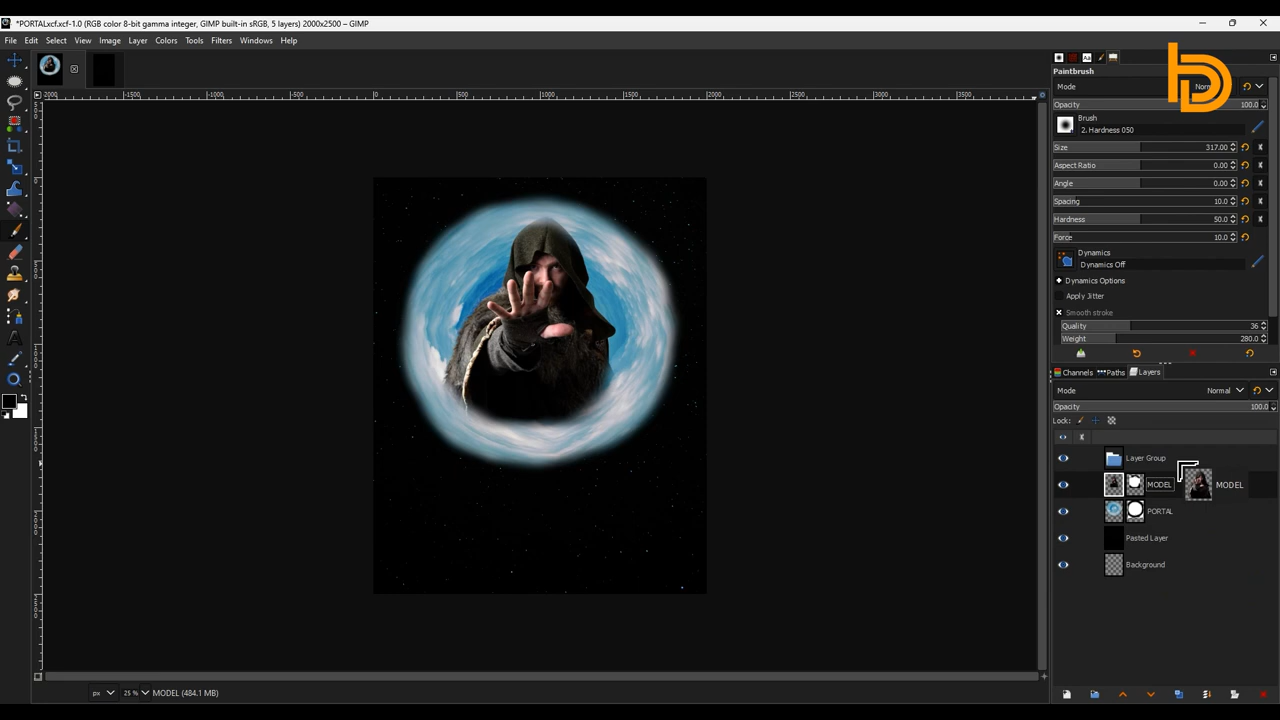 *PORTALxcf.xcf-1.0 (RGB color 8-bit gamma integer, GIMP built-in sRGB, 5 layers) 2000x2500 – GIMP
File Edit Select View Image Layer Colors Tools Filters Windows Help
Paintbrush
Mode
Opacity 100.0
Brush
2. Hardness 050
Size 317.00
Aspect Ratio 0.00
Angle 0.00
Spacing 10.0
Hardness 50.0
Force 10.0
Dynamics
Dynamics Off
Dynamics Options
Apply Jitter
Smooth stroke
Quality 36
Weight 280.0
Channels Paths Layers
Mode Normal
Opacity 100.0
Lock:
Layer Group
MODEL MODEL
PORTAL
Pasted Layer
Background
px 25 % MODEL (484.1 MB)